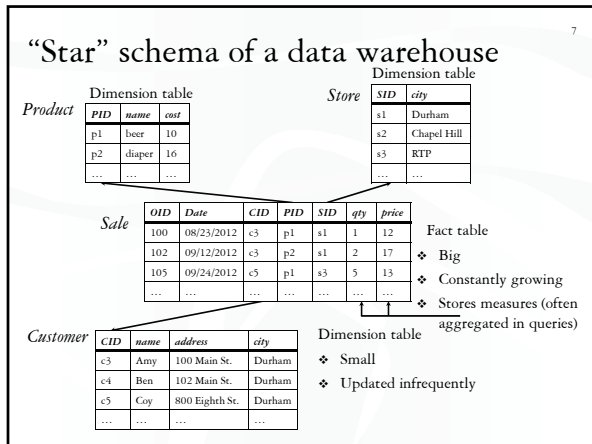 7
“Star” schema of a data warehouse
Dimension table
Product
PID name cost
p1 beer 10
p2 diaper 16
… … …
Dimension table
Store
SID city
s1 Durham
s2 Chapel Hill
s3 RTP
… …
Sale
OID Date CID PID SID qty price
100 08/23/2012 c3 p1 s1 1 12
102 09/12/2012 c3 p2 s1 2 17
105 09/24/2012 c5 p1 s3 5 13
… … … … … … …
Fact table
❖ Big
❖ Constantly growing
❖ Stores measures (often
aggregated in queries)
Customer
CID name address city
c3 Amy 100 Main St. Durham
c4 Ben 102 Main St. Durham
c5 Coy 800 Eighth St. Durham
… … … …
Dimension table
❖ Small
❖ Updated infrequently